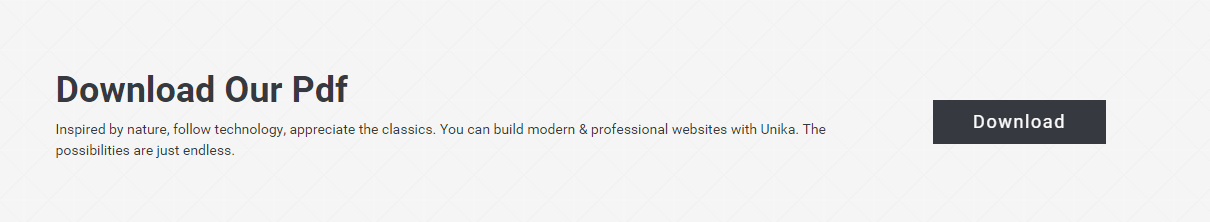 Download Our Pdf
Inspired by nature, follow technology, appreciate the classics. You can build modern & professional websites with Unika. The
possibilities are just endless.
Download